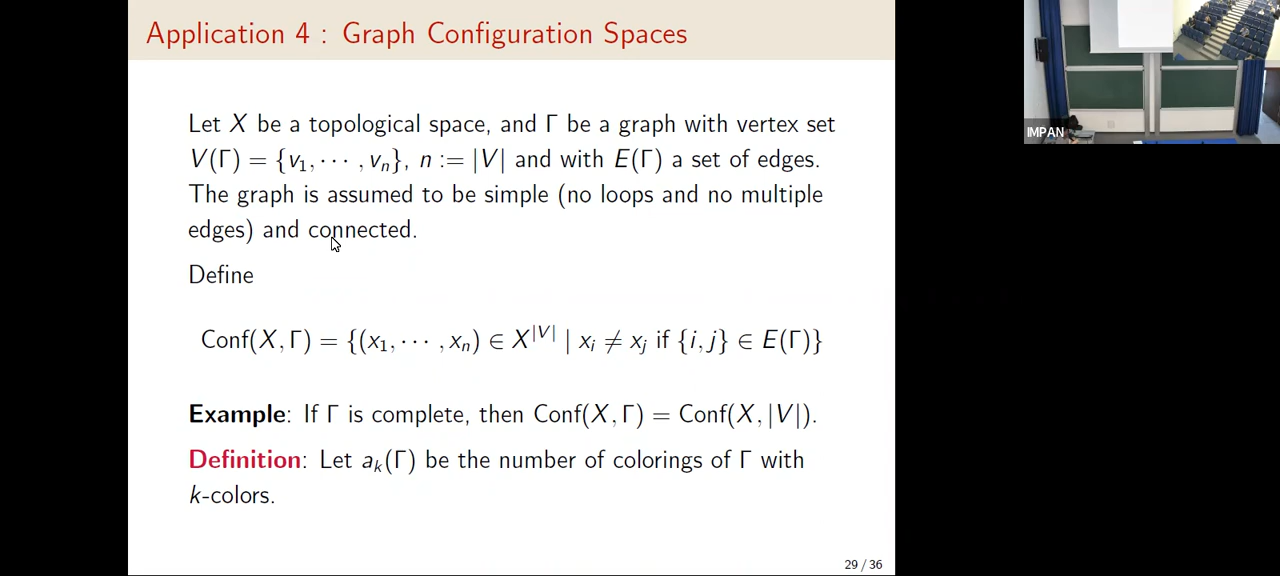 Application 4 : Graph Configuration Spaces
Let X be a topological space, and Γ be a graph with vertex set
V(Γ) = {v₁, ⋯ , vₙ}, n := |V| and with E(Γ) a set of edges.
The graph is assumed to be simple (no loops and no multiple
edges) and connected.
Define
Conf(X, Γ) = {(x₁, ⋯ , xₙ) ∈ X^|V| | xᵢ ≠ xⱼ if {i, j} ∈ E(Γ)}
Example: If Γ is complete, then Conf(X, Γ) = Conf(X, |V|).
Definition: Let aₖ(Γ) be the number of colorings of Γ with
k-colors.
29 / 36
IMPAN